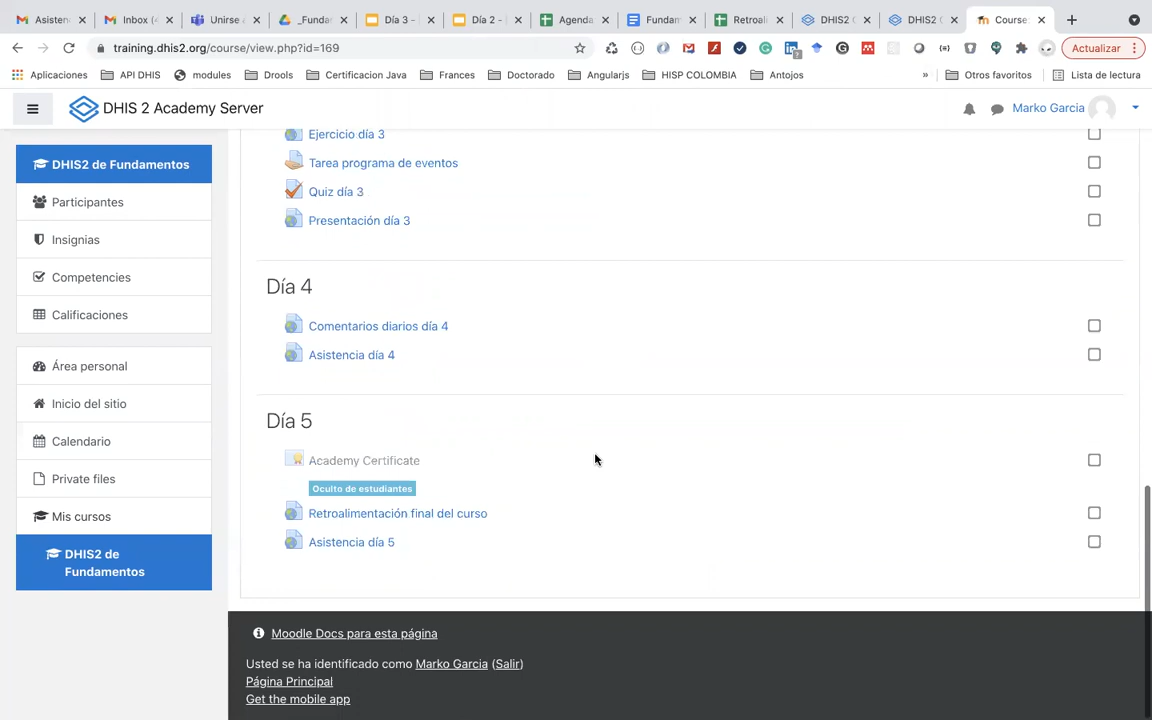 Asisten
Inbox (
Unirse
_Fundar
Día 3 -
Día 2 -
Agenda
Fundam
Retroali
DHIS2
DHIS2
Course:
training.dhis2.org/course/view.php?id=169
Actualizar
Aplicaciones
API DHIS
modules
Drools
Certificacion Java
Frances
Doctorado
Angularjs
HISP COLOMBIA
Antojos
»
Otros favoritos
Lista de lectura
DHIS 2 Academy Server
Marko Garcia
DHIS2 de Fundamentos
Participantes
Insignias
Competencies
Calificaciones
Área personal
Inicio del sitio
Calendario
Private files
Mis cursos
DHIS2 de
Fundamentos
Ejercicio día 3
Tarea programa de eventos
Quiz día 3
Presentación día 3
Día 4
Comentarios diarios día 4
Asistencia día 4
Día 5
Academy Certificate
Oculto de estudiantes
Retroalimentación final del curso
Asistencia día 5
Moodle Docs para esta página
Usted se ha identificado como Marko Garcia (Salir)
Página Principal
Get the mobile app